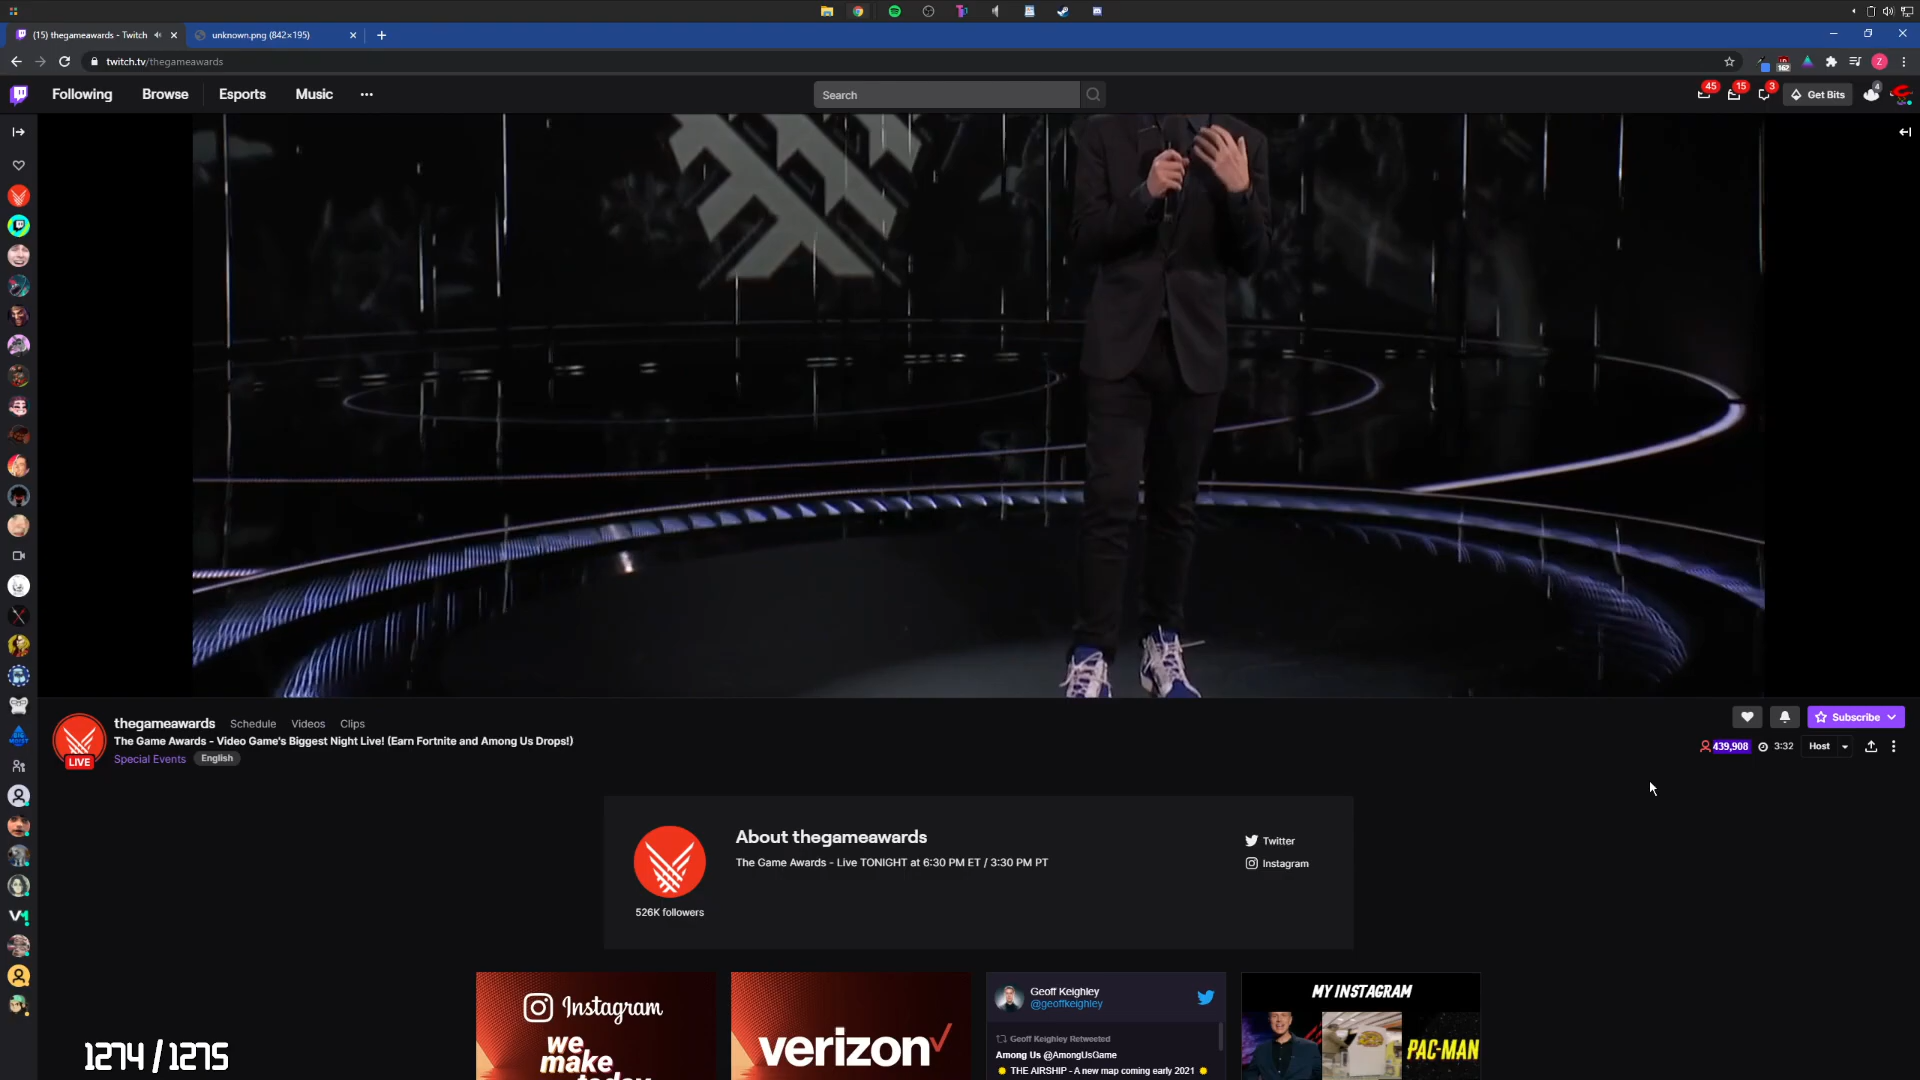 (15) thegameawards - Twitch
unknown.png (842×195)
twitch.tv/thegameawards
162
Z
Following
Browse
Esports
Music
Search
45
15
3
Get Bits
4
thegameawards
Schedule
Videos
Clips
The Game Awards - Video Game's Biggest Night Live! (Earn Fortnite and Among Us Drops!)
LIVE
Special Events
English
Subscribe
439,908
3:32
Host
About thegameawards
The Game Awards - Live TONIGHT at 6:30 PM ET / 3:30 PM PT
526K followers
Twitter
Instagram
Instagram
we
make
today
verizon
Geoff Keighley
@geoffkeighley
Geoff Keighley Retweeted
Among Us @AmongUsGame
THE AIRSHIP - A new map coming early 2021
MY INSTAGRAM
PAC-MAN
1274 / 1275